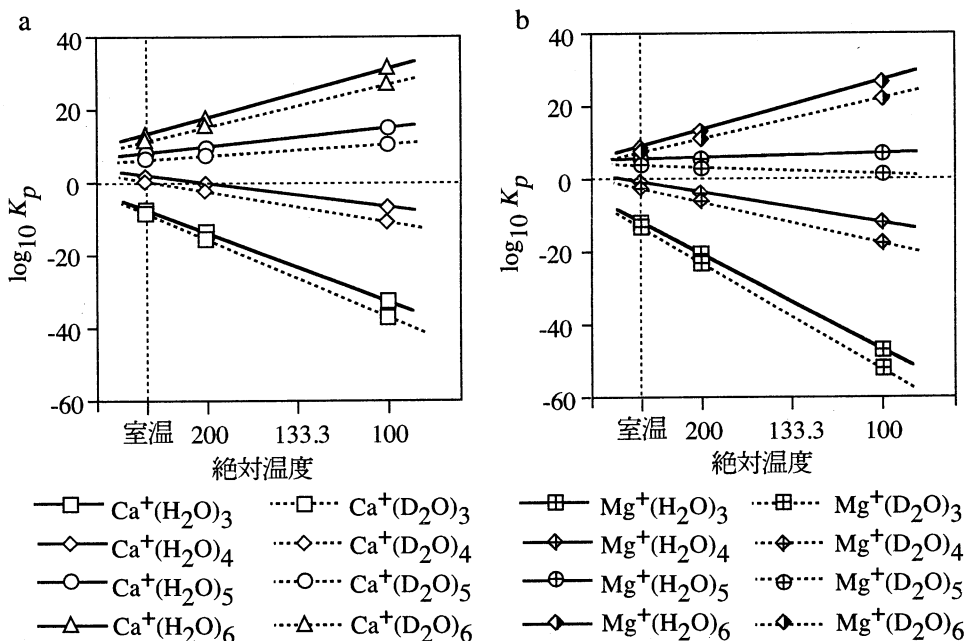 a
40
20
0
-20
-40
-60
log10 Kp
室温 200 133.3 100
絶対温度
b
40
20
0
-20
-40
-60
log10 Kp
室温 200 133.3 100
絶対温度
Ca+(H2O)3 Ca+(D2O)3
Ca+(H2O)4 Ca+(D2O)4
Ca+(H2O)5 Ca+(D2O)5
Ca+(H2O)6 Ca+(D2O)6
Mg+(H2O)3 Mg+(D2O)3
Mg+(H2O)4 Mg+(D2O)4
Mg+(H2O)5 Mg+(D2O)5
Mg+(H2O)6 Mg+(D2O)6